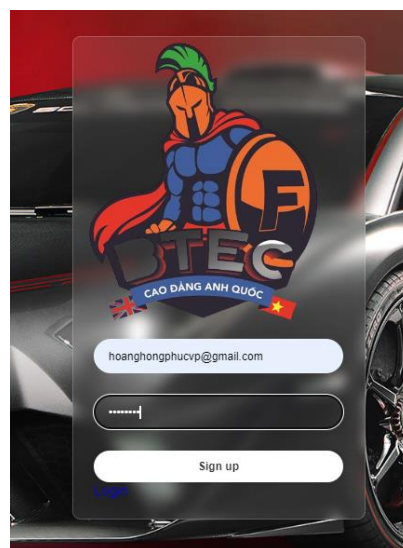 F
BTEC
CAO ĐẲNG ANH QUỐC
hoanghongphucvp@gmail.com
••••••••
Sign up
Login